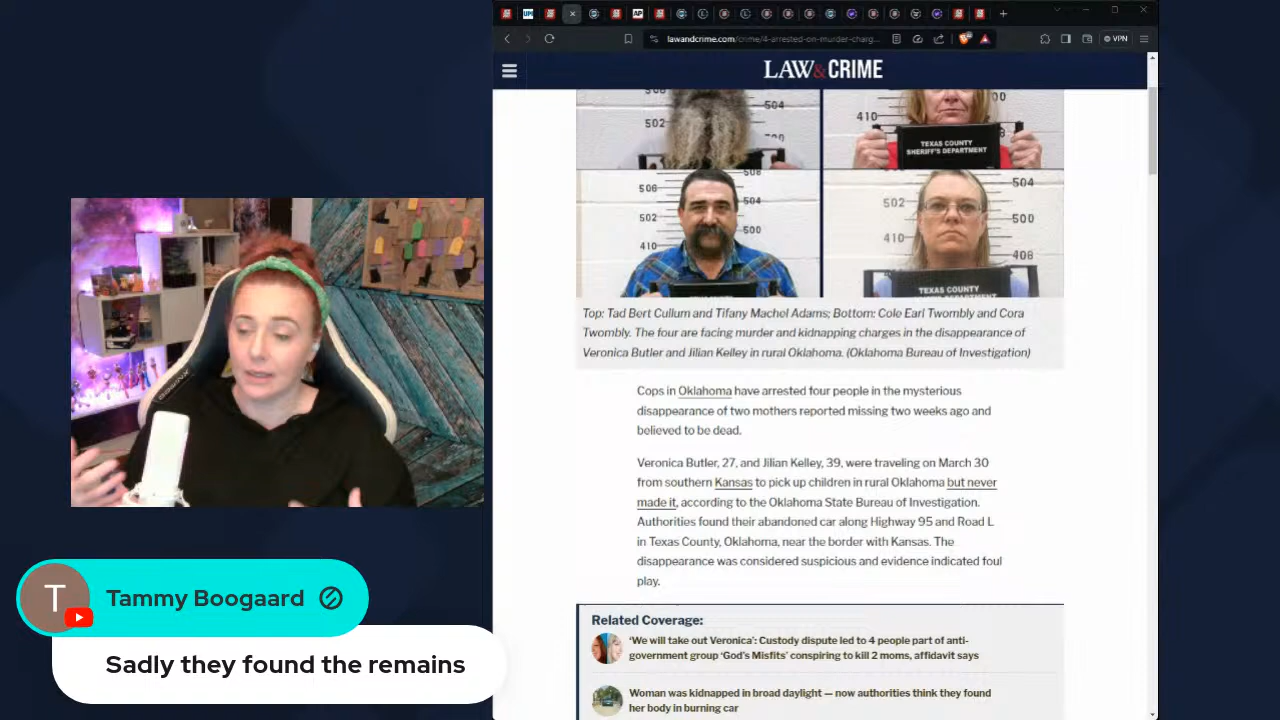 lawandcrime.com/crime/4-arrested-on-murder-charg...
VPN
LAW&CRIME
508
504
502
TEXAS COUNTY
SHERIFF'S DEPARTMENT
410
00
506
508
504
502
500
410
504
502
500
410
408
TEXAS COUNTY
Top: Tad Bert Cullum and Tifany Machel Adams; Bottom: Cole Earl Twombly and Cora
Twombly. The four are facing murder and kidnapping charges in the disappearance of
Veronica Butler and Jilian Kelley in rural Oklahoma. (Oklahoma Bureau of Investigation)
Cops in Oklahoma have arrested four people in the mysterious
disappearance of two mothers reported missing two weeks ago and
believed to be dead.
Veronica Butler, 27, and Jilian Kelley, 39, were traveling on March 30
from southern Kansas to pick up children in rural Oklahoma but never
made it, according to the Oklahoma State Bureau of Investigation.
Authorities found their abandoned car along Highway 95 and Road L
in Texas County, Oklahoma, near the border with Kansas. The
disappearance was considered suspicious and evidence indicated foul
play.
Related Coverage:
'We will take out Veronica': Custody dispute led to 4 people part of anti-
government group 'God's Misfits' conspiring to kill 2 moms, affidavit says
Woman was kidnapped in broad daylight — now authorities think they found
her body in burning car
T
Tammy Boogaard
Sadly they found the remains